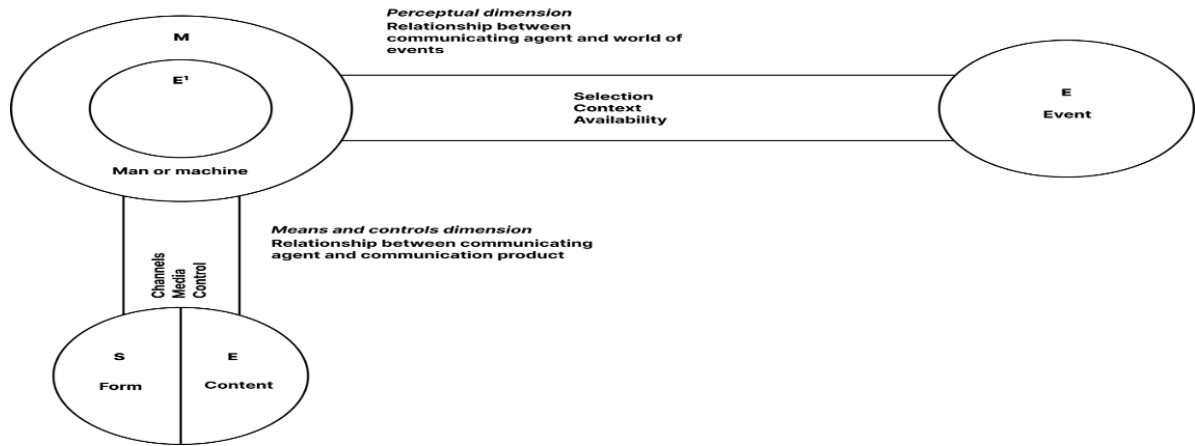 Perceptual dimension
Relationship between
communicating agent and world of
events
M
E¹
Man or machine
Selection
Context
Availability
E
Event
Means and controls dimension
Relationship between communicating
agent and communication product
Channels
Media
Control
S
Form
E
Content